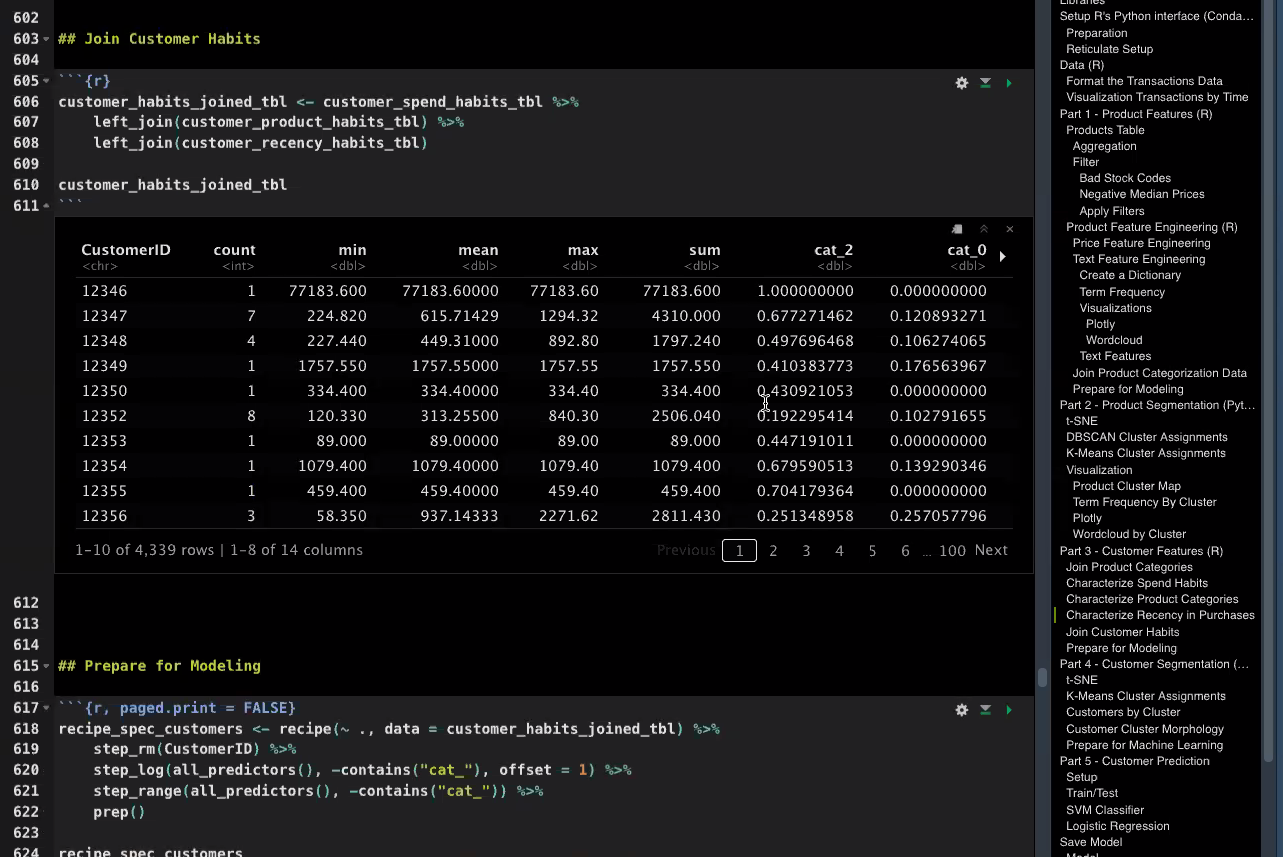 602
603 ## Join Customer Habits
604
605 ```{r}
606 customer_habits_joined_tbl <- customer_spend_habits_tbl %>%
607 left_join(customer_product_habits_tbl) %>%
608 left_join(customer_recency_habits_tbl)
609
610 customer_habits_joined_tbl
611 ```
CustomerID count min mean max sum cat_2 cat_0
<chr> <int> <dbl> <dbl> <dbl> <dbl> <dbl> <dbl>
12346 1 77183.600 77183.60000 77183.60 77183.600 1.000000000 0.000000000
12347 7 224.820 615.71429 1294.32 4310.000 0.677271462 0.120893271
12348 4 227.440 449.31000 892.80 1797.240 0.497696468 0.106274065
12349 1 1757.550 1757.55000 1757.55 1757.550 0.410383773 0.176563967
12350 1 334.400 334.40000 334.40 334.400 0.430921053 0.000000000
12352 8 120.330 313.25500 840.30 2506.040 0.192295414 0.102791655
12353 1 89.000 89.00000 89.00 89.000 0.447191011 0.000000000
12354 1 1079.400 1079.40000 1079.40 1079.400 0.679590513 0.139290346
12355 1 459.400 459.40000 459.40 459.400 0.704179364 0.000000000
12356 3 58.350 937.14333 2271.62 2811.430 0.251348958 0.257057796
1-10 of 4,339 rows | 1-8 of 14 columns Previous 1 2 3 4 5 6 ... 100 Next
612
613
614
615 ## Prepare for Modeling
616
617 ```{r, paged.print = FALSE}
618 recipe_spec_customers <- recipe(~ ., data = customer_habits_joined_tbl) %>%
619 step_rm(CustomerID) %>%
620 step_log(all_predictors(), -contains("cat_"), offset = 1) %>%
621 step_range(all_predictors(), -contains("cat_")) %>%
622 prep()
623
624 recipe_spec_customers
Libraries
Setup R's Python interface (Conda...
Preparation
Reticulate Setup
Data (R)
Format the Transactions Data
Visualization Transactions by Time
Part 1 - Product Features (R)
Products Table
Aggregation
Filter
Bad Stock Codes
Negative Median Prices
Apply Filters
Product Feature Engineering (R)
Price Feature Engineering
Text Feature Engineering
Create a Dictionary
Term Frequency
Visualizations
Plotly
Wordcloud
Text Features
Join Product Categorization Data
Prepare for Modeling
Part 2 - Product Segmentation (Pyt...
t-SNE
DBSCAN Cluster Assignments
K-Means Cluster Assignments
Visualization
Product Cluster Map
Term Frequency By Cluster
Plotly
Wordcloud by Cluster
Part 3 - Customer Features (R)
Join Product Categories
Characterize Spend Habits
Characterize Product Categories
Characterize Recency in Purchases
Join Customer Habits
Prepare for Modeling
Part 4 - Customer Segmentation (...
t-SNE
K-Means Cluster Assignments
Customers by Cluster
Customer Cluster Morphology
Prepare for Machine Learning
Part 5 - Customer Prediction
Setup
Train/Test
SVM Classifier
Logistic Regression
Save Model
Model